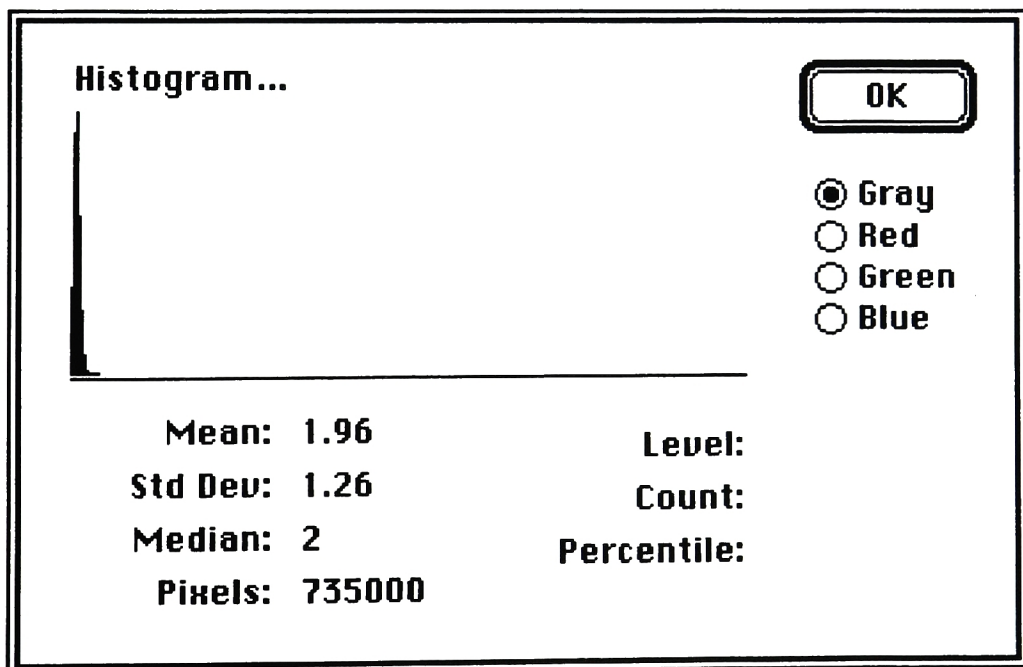 Histogram...
OK
Gray
Red
Green
Blue
Mean: 1.96
Std Dev: 1.26
Median: 2
Pixels: 735000
Level:
Count:
Percentile: